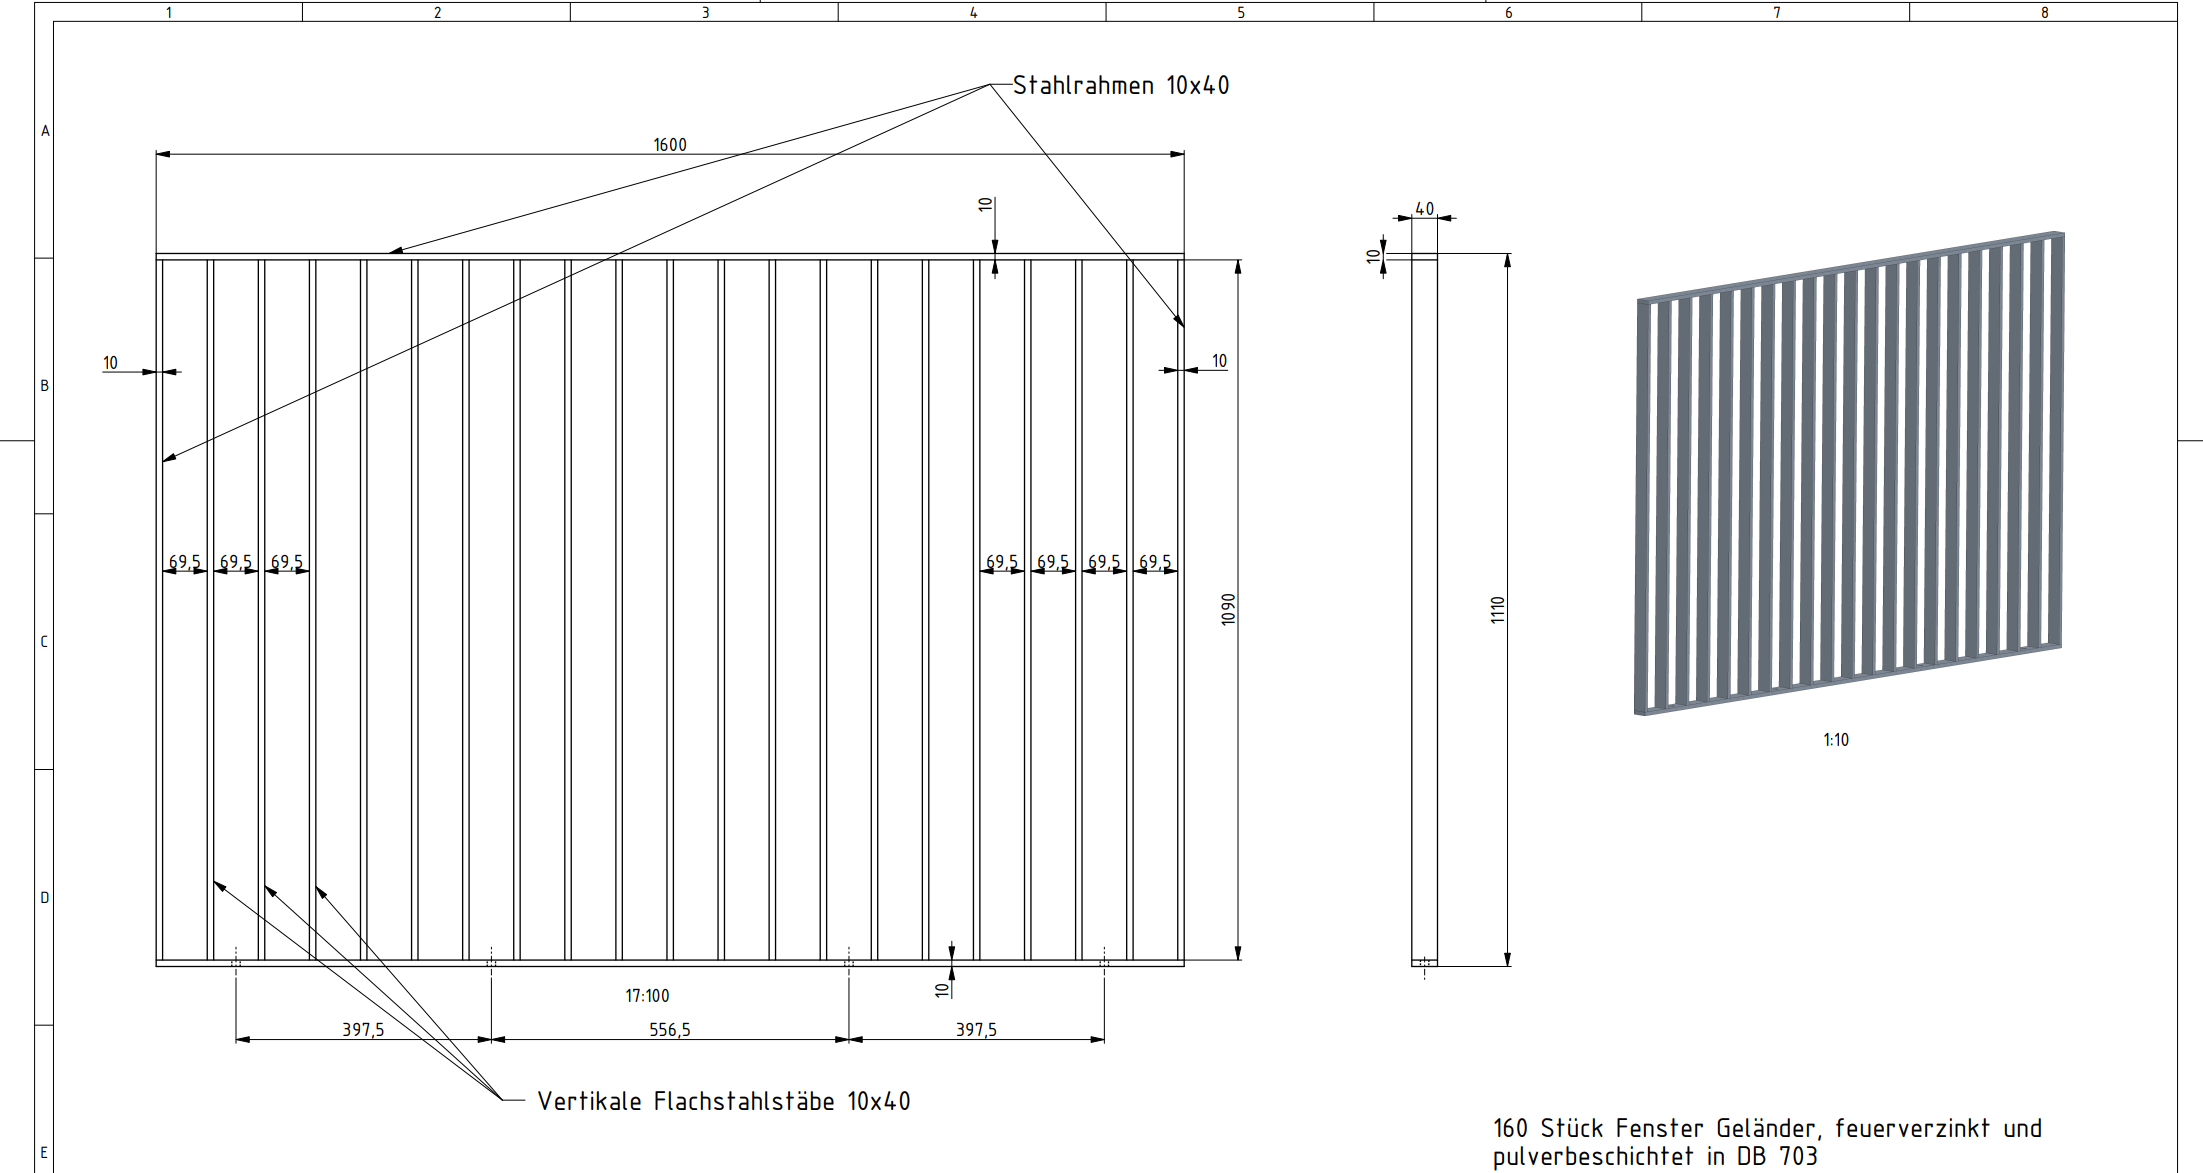 1 2 3 4 5 6 7 8
Stahlrahmen 10x40
A
1600
10
40
10
10
10
B
69,5 69,5 69,5 69,5 69,5 69,5 69,5
1090
1110
C
1:10
D
10
17:100
397,5 556,5 397,5
Vertikale Flachstahlstäbe 10x40
160 Stück Fenster Geländer, feuerverzinkt und
E
pulverbeschichtet in DB 703